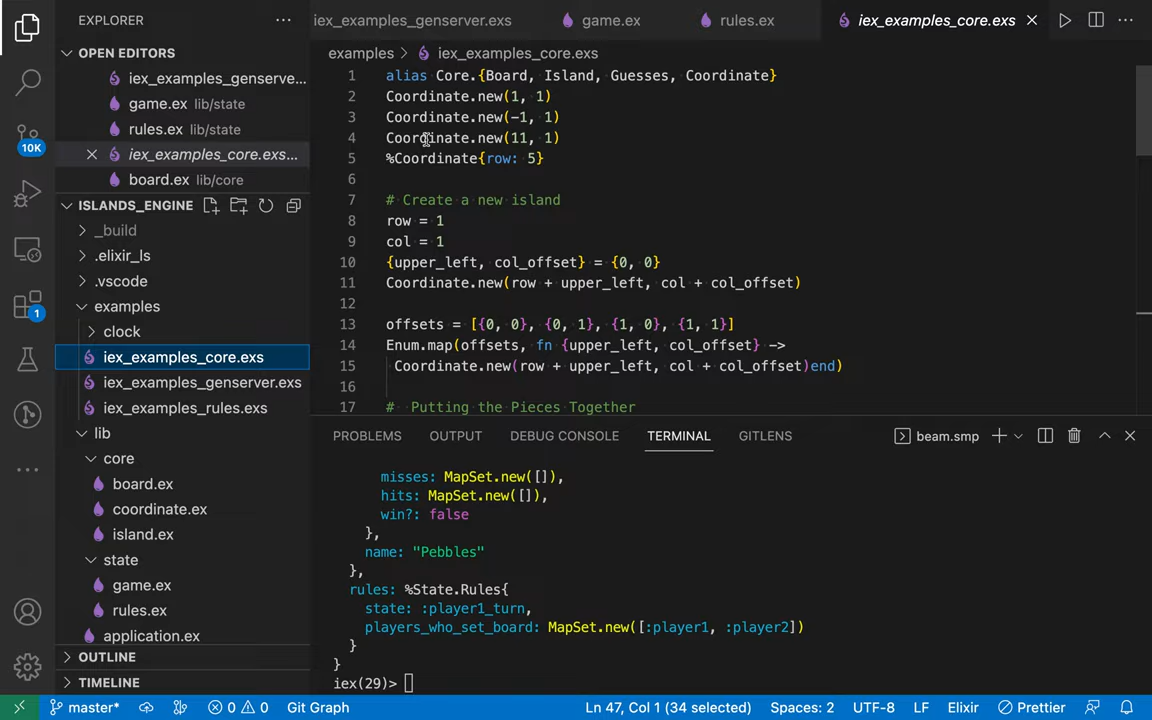 EXPLORER
iex_examples_genserver.exs
game.ex
rules.ex
iex_examples_core.exs
OPEN EDITORS
iex_examples_genserve...
game.ex lib/state
rules.ex lib/state
iex_examples_core.exs...
board.ex lib/core
ISLANDS_ENGINE
_build
.elixir_ls
.vscode
examples
clock
iex_examples_core.exs
iex_examples_genserver.exs
iex_examples_rules.exs
lib
core
board.ex
coordinate.ex
island.ex
state
game.ex
rules.ex
application.ex
OUTLINE
TIMELINE
10K
1
examples > iex_examples_core.exs
1 alias Core.{Board, Island, Guesses, Coordinate}
2 Coordinate.new(1, 1)
3 Coordinate.new(-1, 1)
4 Coordinate.new(11, 1)
5 %Coordinate{row: 5}
6
7 # Create a new island
8 row = 1
9 col = 1
10 {upper_left, col_offset} = {0, 0}
11 Coordinate.new(row + upper_left, col + col_offset)
12
13 offsets = [{0, 0}, {0, 1}, {1, 0}, {1, 1}]
14 Enum.map(offsets, fn {upper_left, col_offset} ->
15 Coordinate.new(row + upper_left, col + col_offset)end)
16
17 # Putting the Pieces Together
PROBLEMS OUTPUT DEBUG CONSOLE TERMINAL GITLENS
beam.smp
misses: MapSet.new([]),
hits: MapSet.new([]),
win?: false
},
name: "Pebbles"
},
rules: %State.Rules{
state: :player1_turn,
players_who_set_board: MapSet.new([:player1, :player2])
}
}
iex(29)>
master* 0 0 Git Graph Ln 47, Col 1 (34 selected) Spaces: 2 UTF-8 LF Elixir Prettier